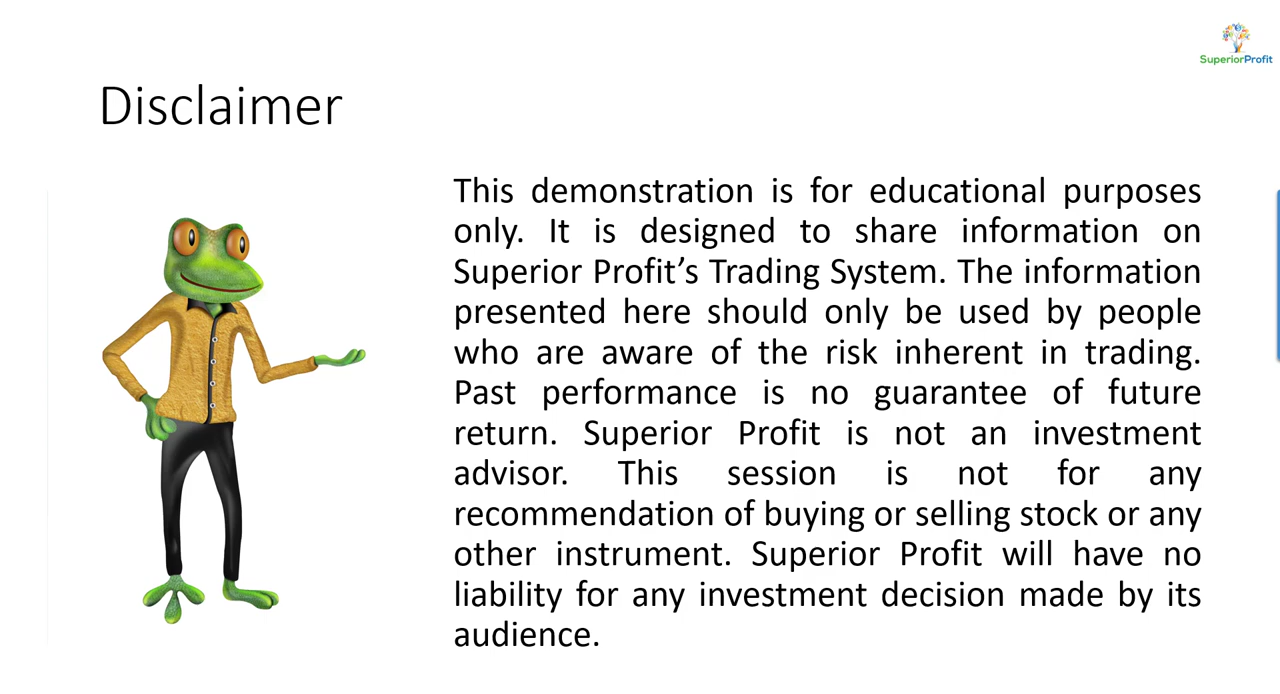 SuperiorProfit
Disclaimer
This demonstration is for educational purposes
only. It is designed to share information on
Superior Profit’s Trading System. The information
presented here should only be used by people
who are aware of the risk inherent in trading.
Past performance is no guarantee of future
return. Superior Profit is not an investment
advisor. This session is not for any
recommendation of buying or selling stock or any
other instrument. Superior Profit will have no
liability for any investment decision made by its
audience.